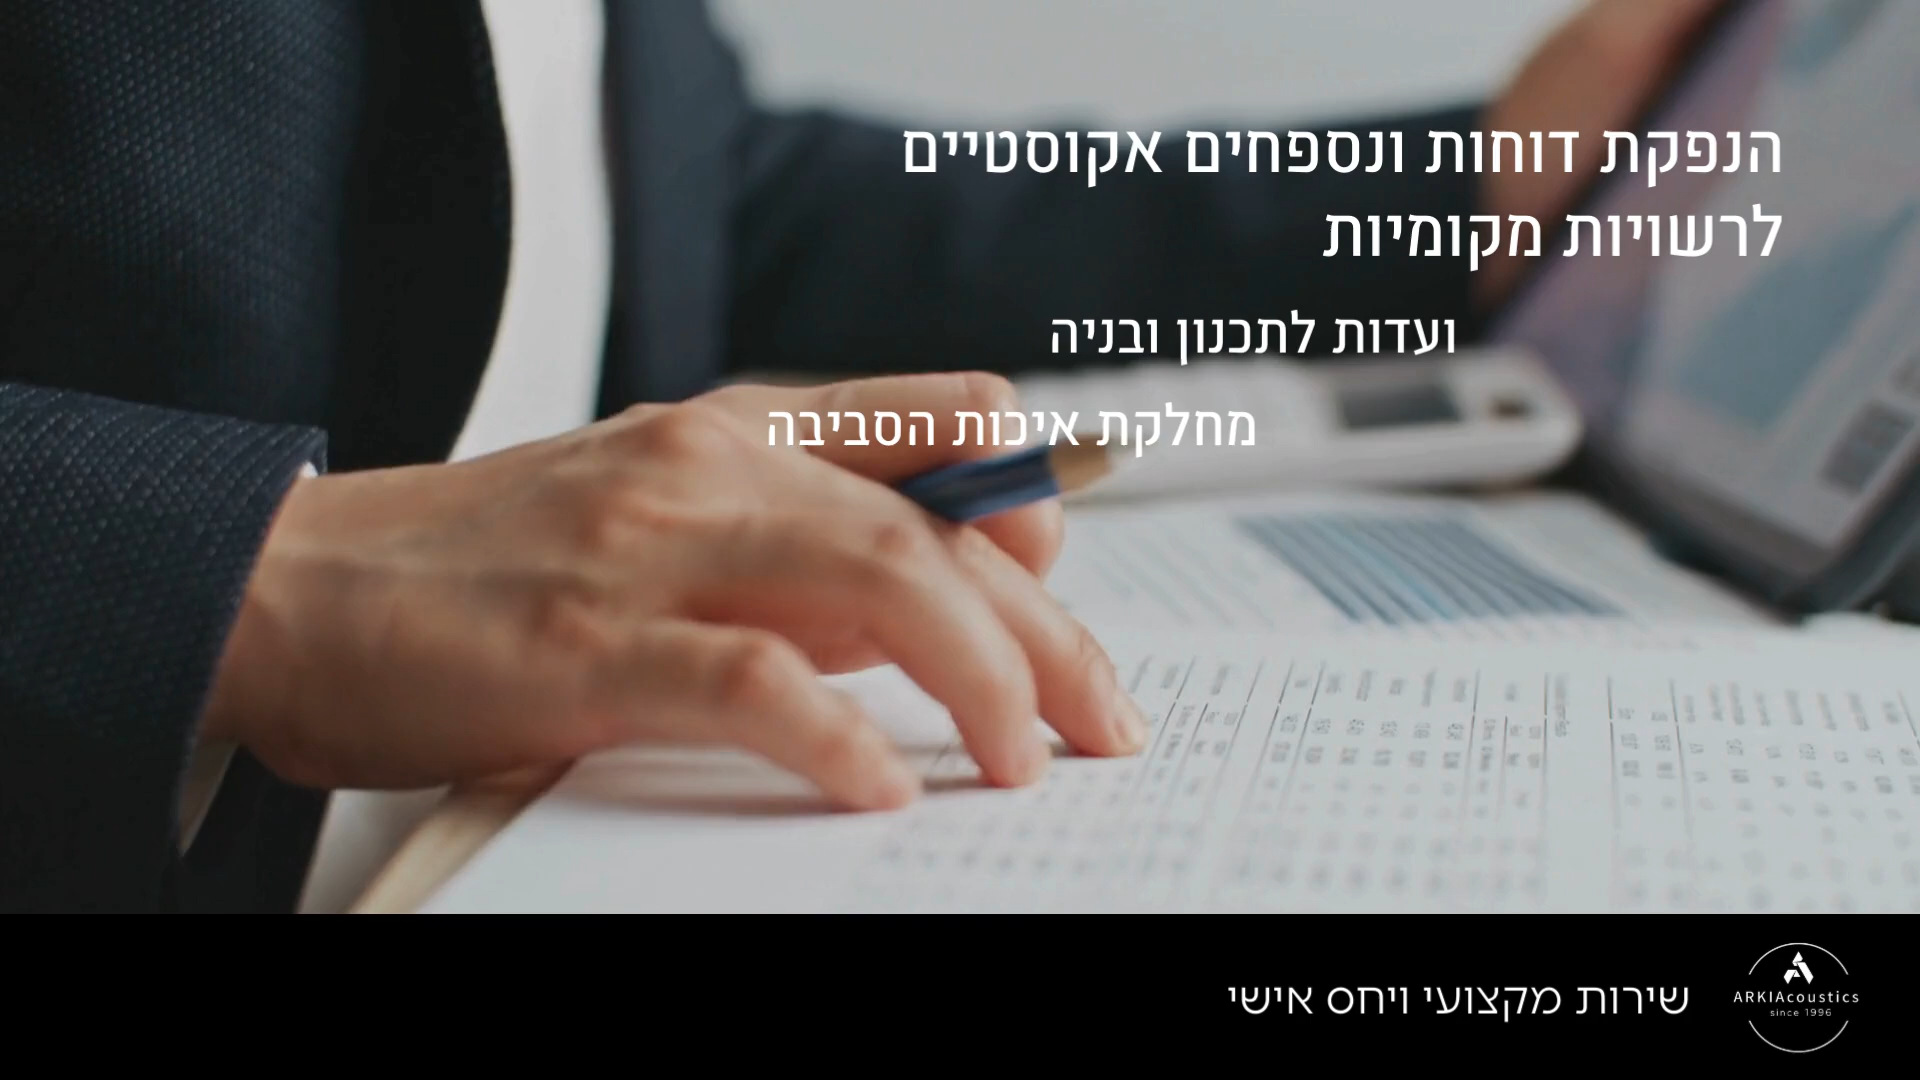 הנפקת דוחות ונספחים אקוסטיים
לרשויות מקומיות
ועדות לתכנון ובניה
מחלקת איכות הסביבה
שירות מקצועי ויחס אישי
ARKIAcoustics
since 1996